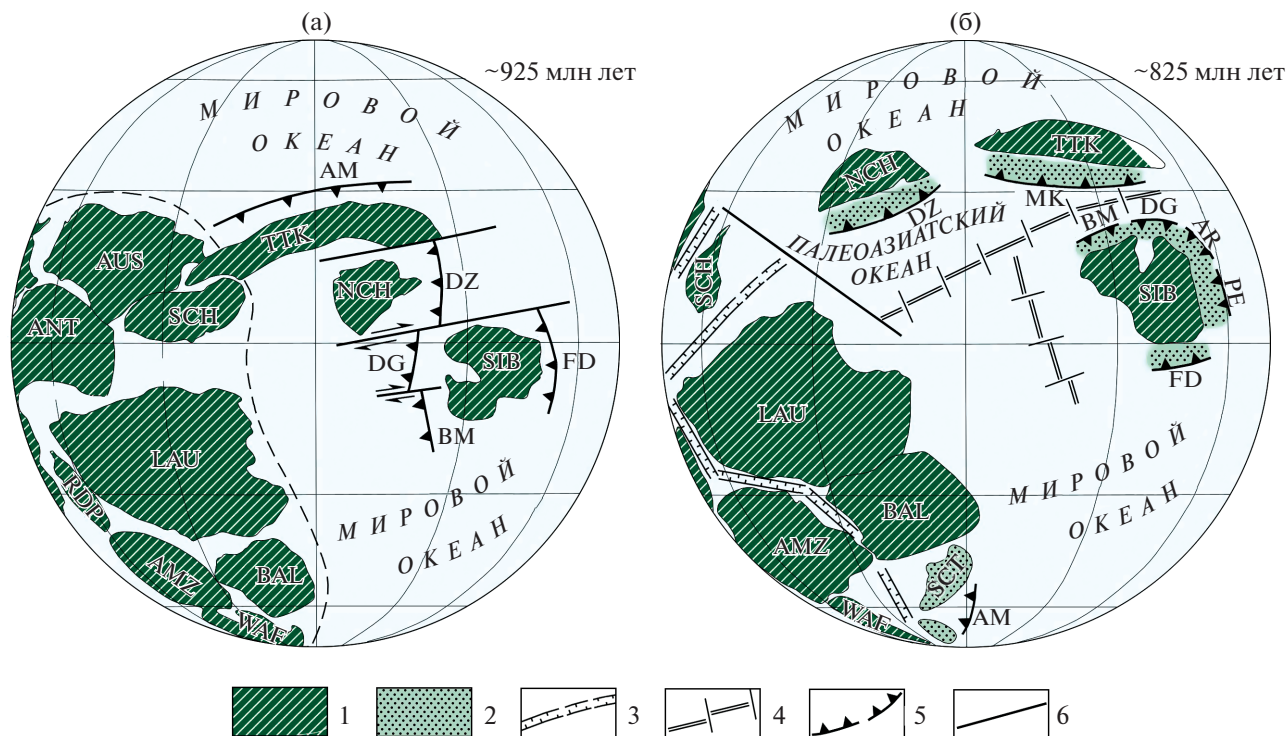 (а)
~925 млн лет
МИРОВОЙ
ОКЕАН
AM
TTK
AUS
SCH
NCH
DZ
ANT
DG
SIB
FD
BM
LAU
RDP
МИРОВОЙ
ОКЕАН
AMZ
BAL
WAF
(б)
~825 млн лет
МИРОВОЙ
ОКЕАН
TTK
NCH
DZ
MK
BM
DG
AR
PE
ПАЛЕОАЗИАТСКИЙ
ОКЕАН
SCH
SIB
FD
LAU
МИРОВОЙ
ОКЕАН
BAL
AMZ
SCT
WAF
AM
1 2 3 4 5 6